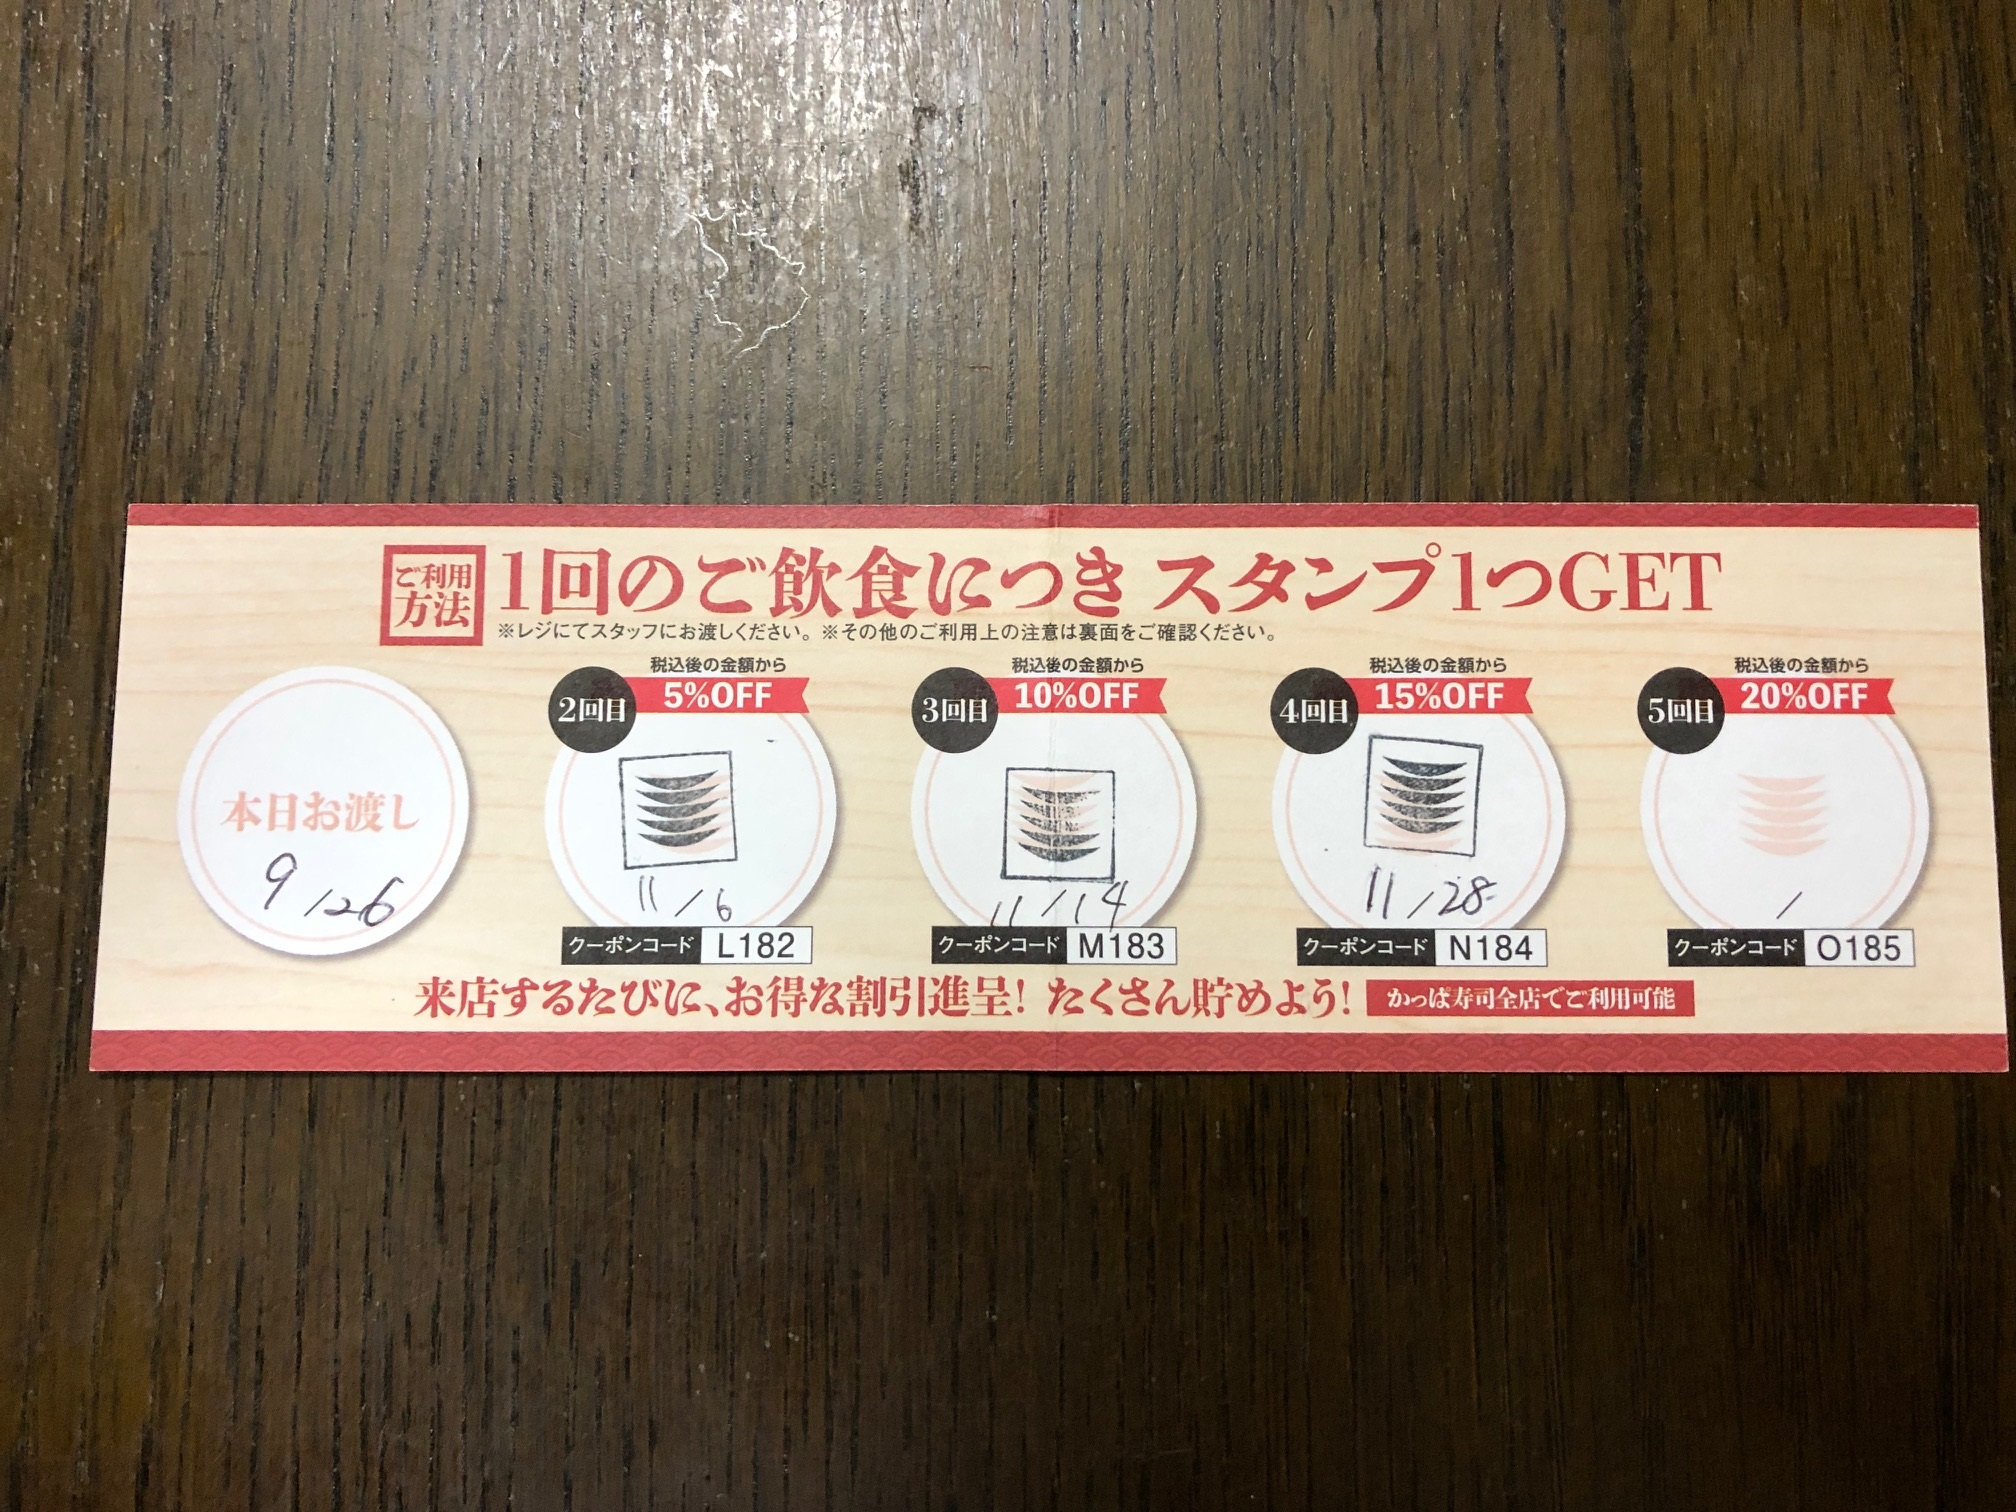 ご利用
方法
1回のご飲食につき スタンプ1つGET
※レジにてスタッフにお渡しください。※その他のご利用上の注意は裏面をご確認ください。
本日お渡し
9/26
税込後の金額から
2回目
5%OFF
11/6
クーポンコード L182
税込後の金額から
3回目
10%OFF
11/14
クーポンコード M183
税込後の金額から
4回目
15%OFF
11/28
クーポンコード N184
税込後の金額から
5回目
20%OFF
/
クーポンコード O185
来店するたびに、お得な割引進呈! たくさん貯めよう! かっぱ寿司全店でご利用可能